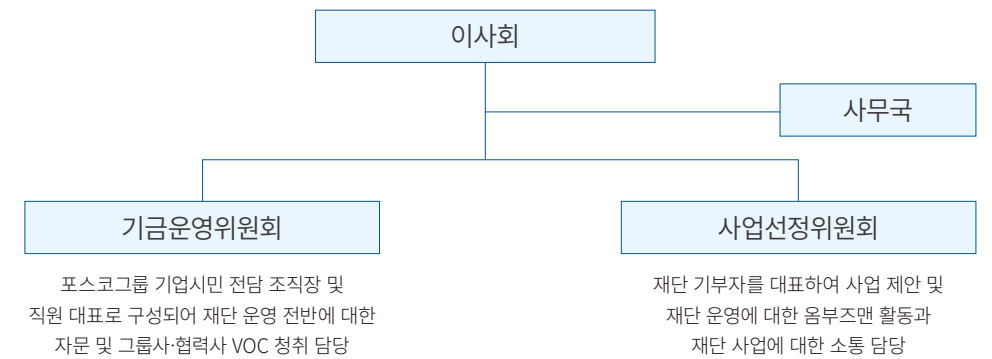 이사회
사무국
기금운영위원회
포스코그룹 기업시민 전담 조직장 및
직원 대표로 구성되어 재단 운영 전반에 대한
자문 및 그룹사·협력사 VOC 청취 담당
사업선정위원회
재단 기부자를 대표하여 사업 제안 및
재단 운영에 대한 옴부즈맨 활동과
재단 사업에 대한 소통 담당